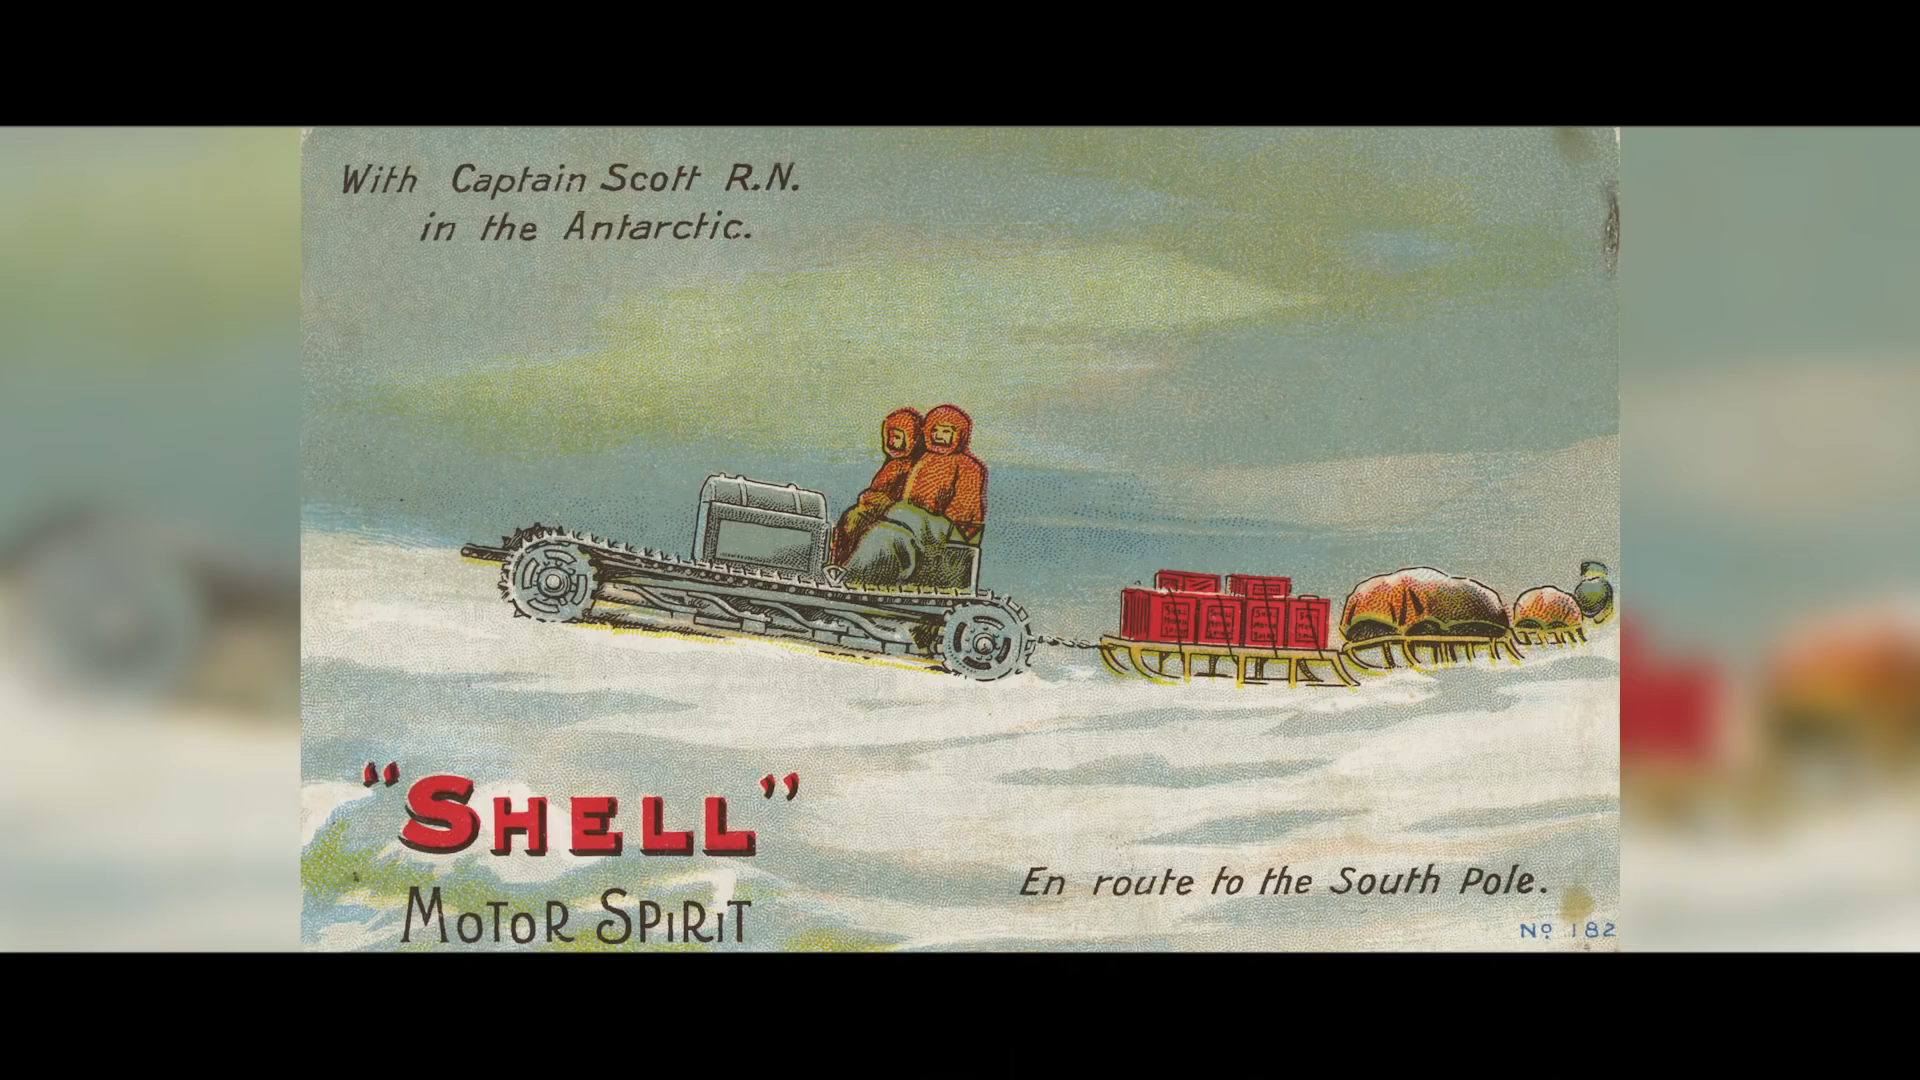 With Captain Scott R.N.
in the Antarctic.
"SHELL"
MOTOR SPIRIT
En route to the South Pole.
Nº 182